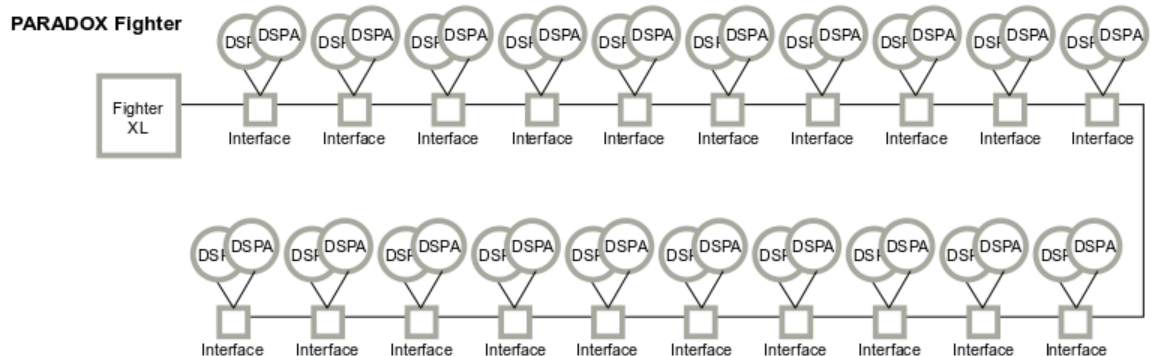 PARADOX Fighter
DSPA DSPA DSPA DSPA DSPA DSPA DSPA DSPA DSPA DSPA
Fighter
XL
Interface Interface Interface Interface Interface Interface Interface Interface Interface Interface
DSPA DSPA DSPA DSPA DSPA DSPA DSPA DSPA DSPA DSPA
Interface Interface Interface Interface Interface Interface Interface Interface Interface Interface